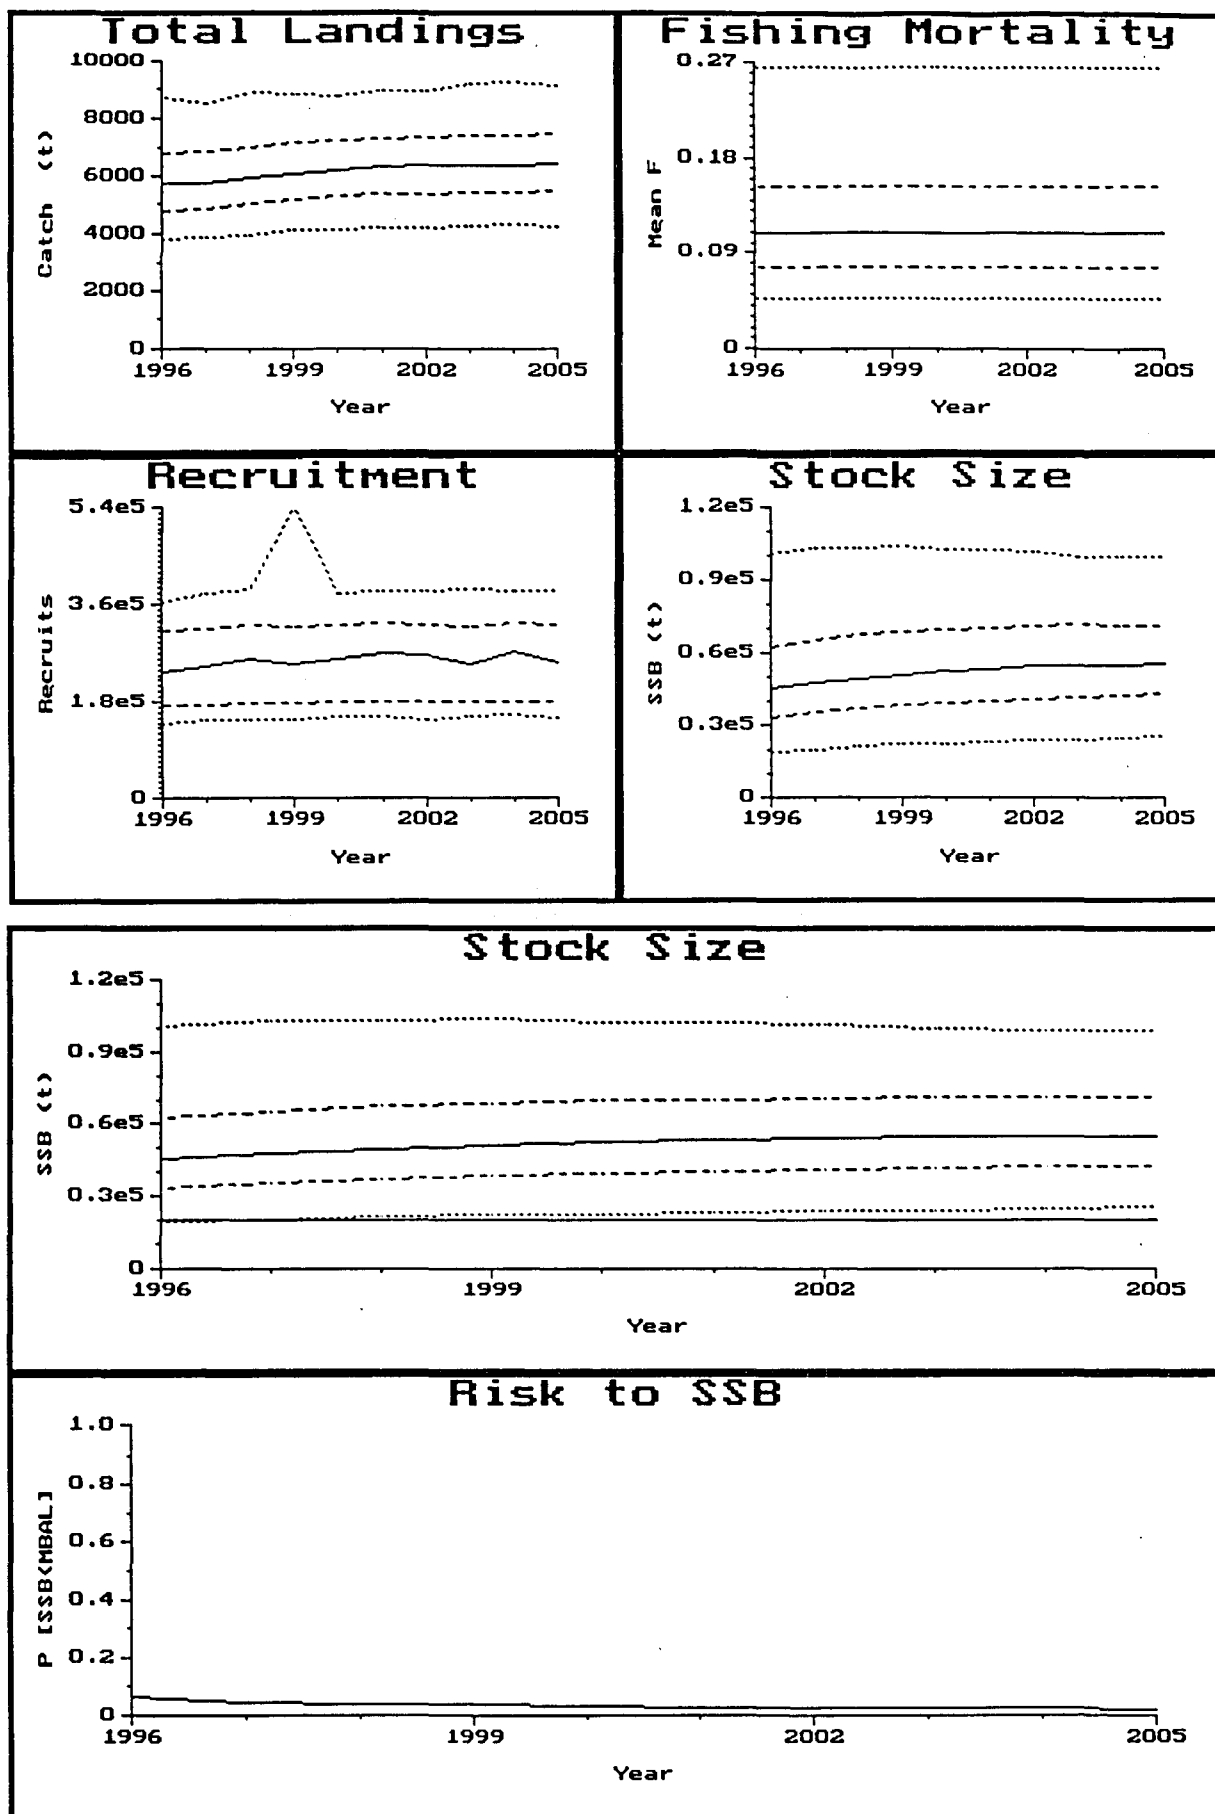 Total Landings
10000
8000
6000
4000
2000
0
Catch (t)
1996 1999 2002 2005
Year
Fishing Mortality
0.27
0.18
0.09
0
Mean F
1996 1999 2002 2005
Year
Recruitment
5.4e5
3.6e5
1.8e5
0
Recruits
1996 1999 2002 2005
Year
Stock Size
1.2e5
0.9e5
0.6e5
0.3e5
0
SSB (t)
1996 1999 2002 2005
Year
Stock Size
1.2e5
0.9e5
0.6e5
0.3e5
0
SSB (t)
1996 1999 2002 2005
Year
Risk to SSB
1.0
0.8
0.6
0.4
0.2
0
P [SSB<MBAL]
1996 1999 2002 2005
Year